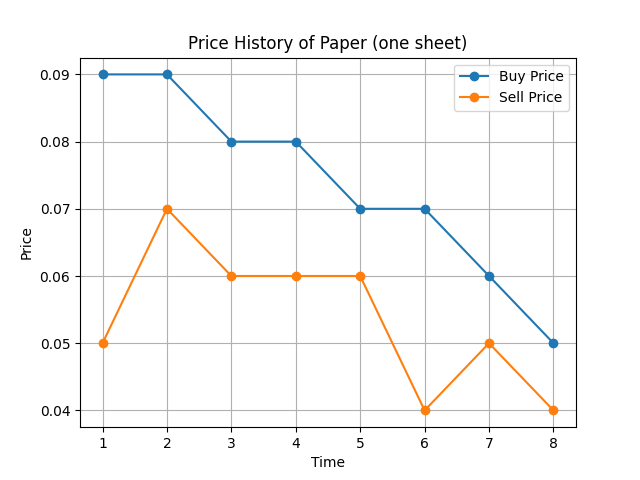 Price History of Paper (one sheet)
Buy Price
Sell Price
0.09
0.08
0.07
0.06
0.05
0.04
Price
1 2 3 4 5 6 7 8
Time